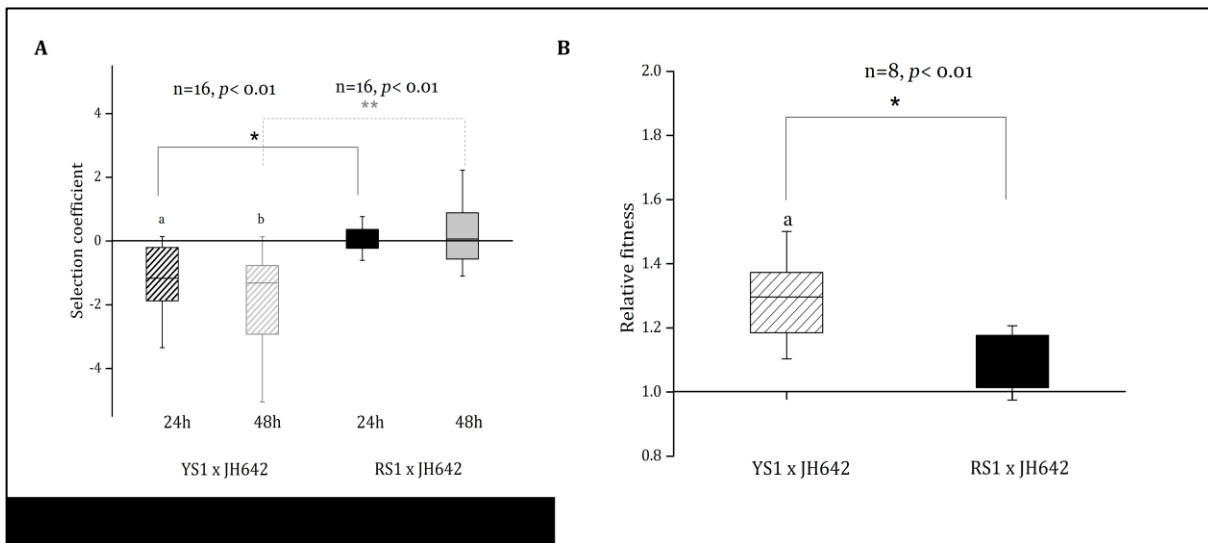 A
n=16, p< 0.01
n=16, p< 0.01
**
*
a
b
Selection coefficient
4
2
0
-2
-4
24h
48h
24h
48h
YS1 x JH642
RS1 x JH642
B
n=8, p< 0.01
*
a
Relative fitness
2.0
1.8
1.6
1.4
1.2
1.0
0.8
YS1 x JH642
RS1 x JH642